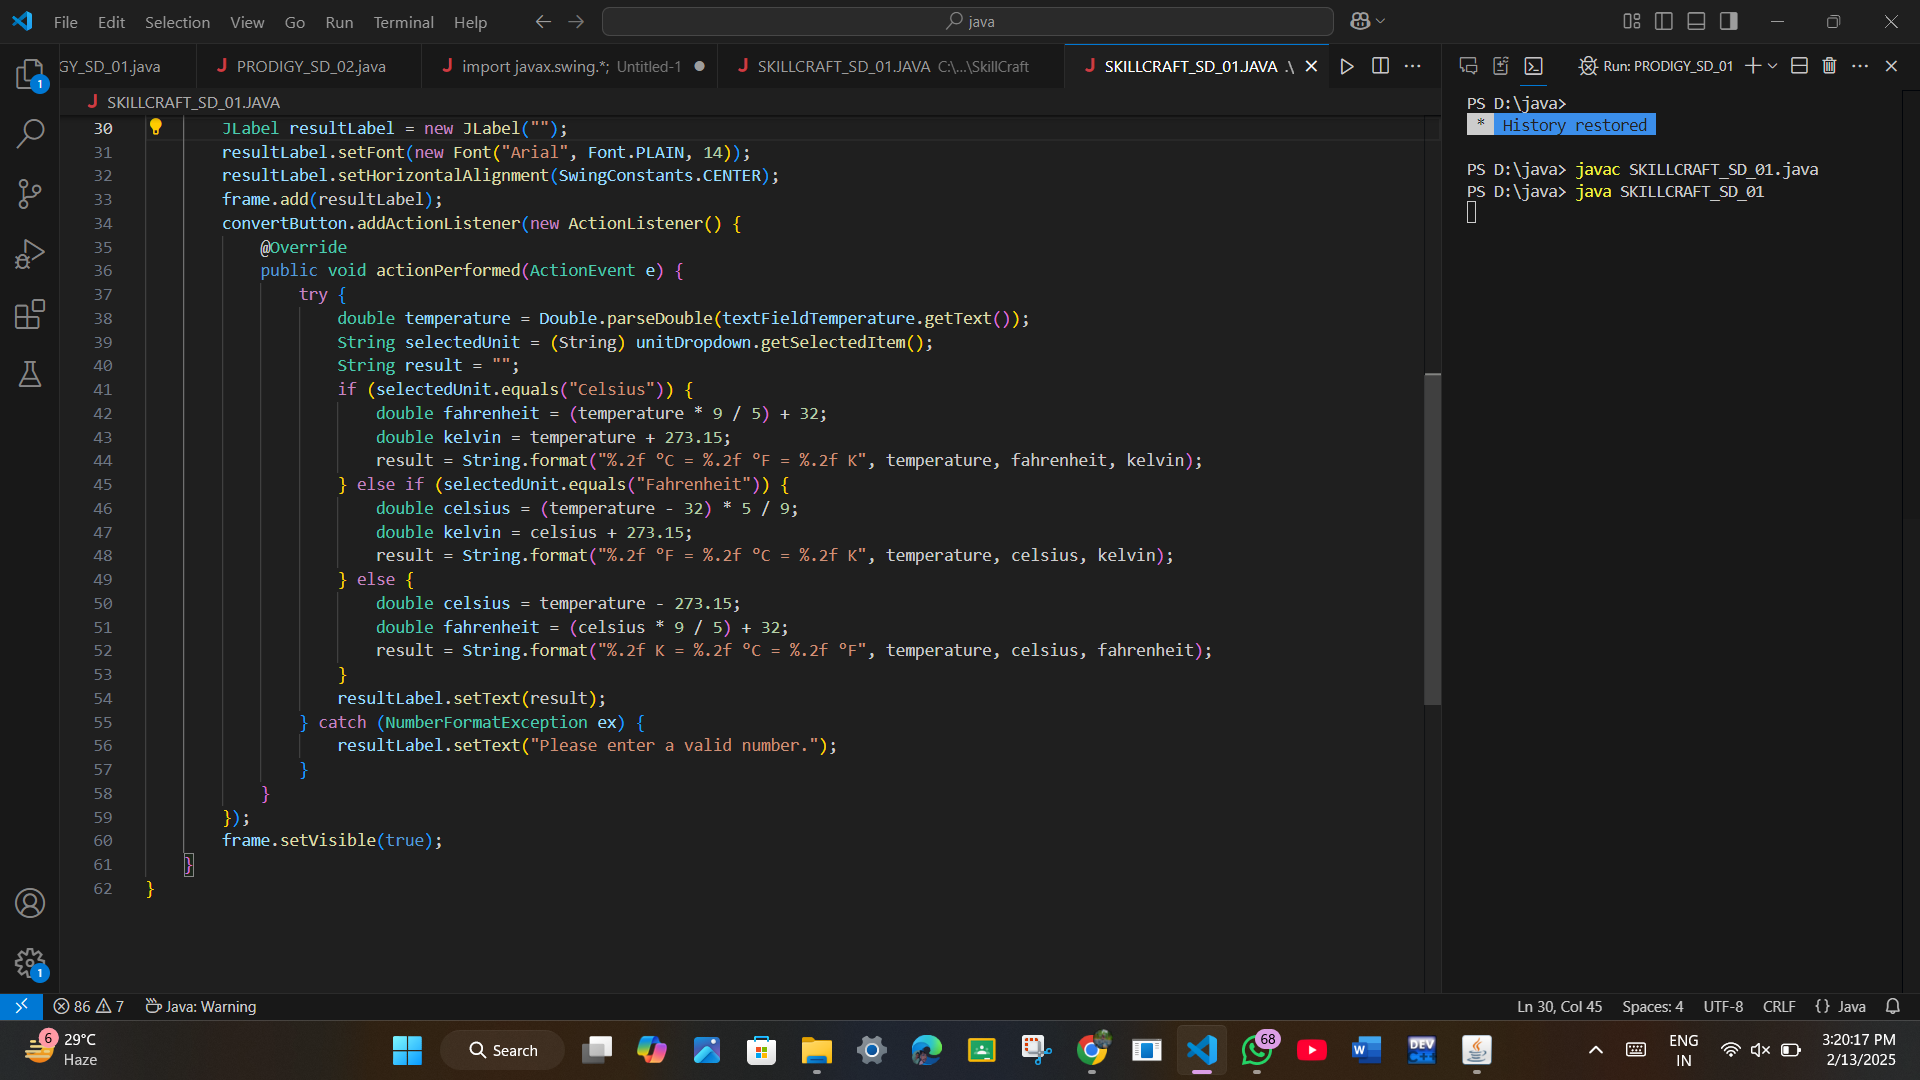 File Edit Selection View Go Run Terminal Help
java
GY_SD_01.java
PRODIGY_SD_02.java
import javax.swing.*; Untitled-1
SKILLCRAFT_SD_01.JAVA C:\...\SkillCraft
SKILLCRAFT_SD_01.JAVA .\
Run: PRODIGY_SD_01
SKILLCRAFT_SD_01.JAVA
30 JLabel resultLabel = new JLabel("");
31 resultLabel.setFont(new Font("Arial", Font.PLAIN, 14));
32 resultLabel.setHorizontalAlignment(SwingConstants.CENTER);
33 frame.add(resultLabel);
34 convertButton.addActionListener(new ActionListener() {
35 @Override
36 public void actionPerformed(ActionEvent e) {
37 try {
38 double temperature = Double.parseDouble(textFieldTemperature.getText());
39 String selectedUnit = (String) unitDropdown.getSelectedItem();
40 String result = "";
41 if (selectedUnit.equals("Celsius")) {
42 double fahrenheit = (temperature * 9 / 5) + 32;
43 double kelvin = temperature + 273.15;
44 result = String.format("%.2f °C = %.2f °F = %.2f K", temperature, fahrenheit, kelvin);
45 } else if (selectedUnit.equals("Fahrenheit")) {
46 double celsius = (temperature - 32) * 5 / 9;
47 double kelvin = celsius + 273.15;
48 result = String.format("%.2f °F = %.2f °C = %.2f K", temperature, celsius, kelvin);
49 } else {
50 double celsius = temperature - 273.15;
51 double fahrenheit = (celsius * 9 / 5) + 32;
52 result = String.format("%.2f K = %.2f °C = %.2f °F", temperature, celsius, fahrenheit);
53 }
54 resultLabel.setText(result);
55 } catch (NumberFormatException ex) {
56 resultLabel.setText("Please enter a valid number.");
57 }
58 }
59 });
60 frame.setVisible(true);
61 }
62 }
PS D:\java>
* History restored
PS D:\java> javac SKILLCRAFT_SD_01.java
PS D:\java> java SKILLCRAFT_SD_01
1
1
86 7 Java: Warning
Ln 30, Col 45 Spaces: 4 UTF-8 CRLF {} Java
6 29°C
Haze
Search
68
DEV
ENG
IN
3:20:17 PM
2/13/2025